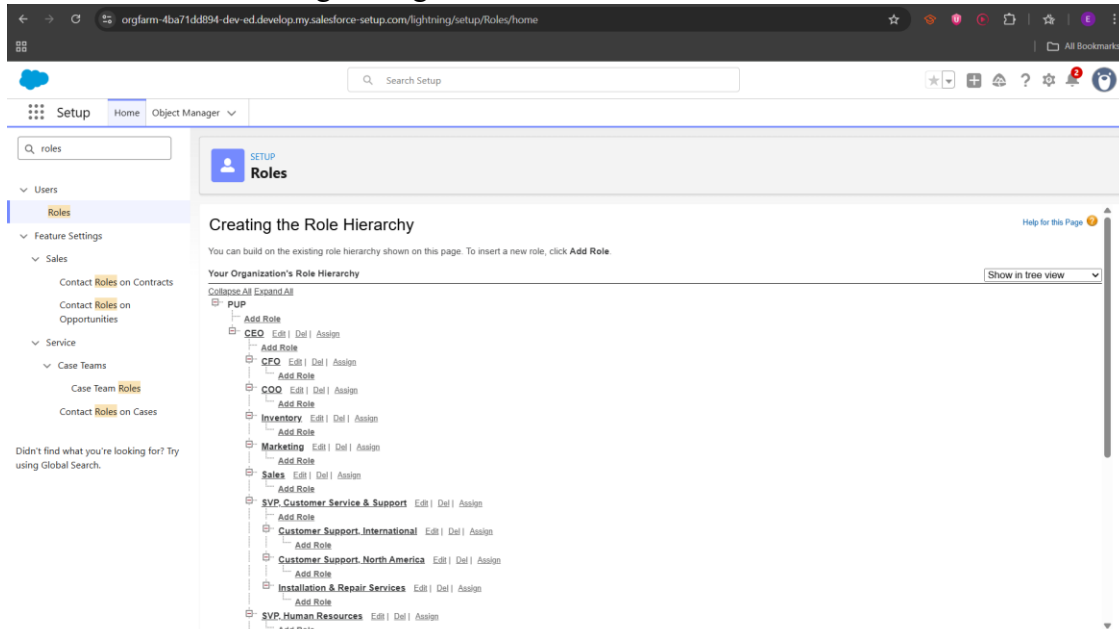 orgfarm-4ba71dd894-dev-ed.develop.my.salesforce-setup.com/lightning/setup/Roles/home
E
All Bookmarks
Search Setup
2
Setup Home Object Manager
roles
SETUP
Roles
Users
Roles
Feature Settings
Sales
Contact Roles on Contracts
Contact Roles on
Opportunities
Service
Case Teams
Case Team Roles
Contact Roles on Cases
Didn't find what you're looking for? Try
using Global Search.
Creating the Role Hierarchy
Help for this Page
You can build on the existing role hierarchy shown on this page. To insert a new role, click Add Role.
Your Organization's Role Hierarchy
Show in tree view
Collapse All Expand All
PUP
Add Role
CEO Edit | Del | Assign
Add Role
CFO Edit | Del | Assign
Add Role
COO Edit | Del | Assign
Add Role
Inventory Edit | Del | Assign
Add Role
Marketing Edit | Del | Assign
Add Role
Sales Edit | Del | Assign
Add Role
SVP, Customer Service & Support Edit | Del | Assign
Add Role
Customer Support, International Edit | Del | Assign
Add Role
Customer Support, North America Edit | Del | Assign
Add Role
Installation & Repair Services Edit | Del | Assign
Add Role
SVP, Human Resources Edit | Del | Assign
Add Role